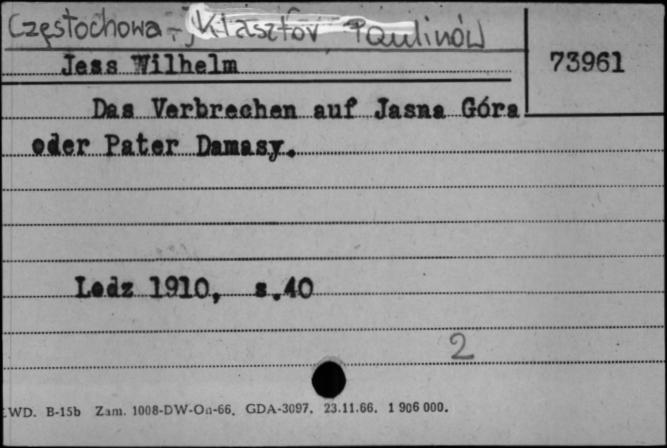 Częstochowa - Klasztor Paulinów
Jess Wilhelm
73961
Das Verbrechen auf Jasna Góra
oder Pater Damasy.
Lodz 1910, s.40
2
WD. B-15b Zam. 1008-DW-On-66. GDA-3097. 23.11.66. 1 906 000.